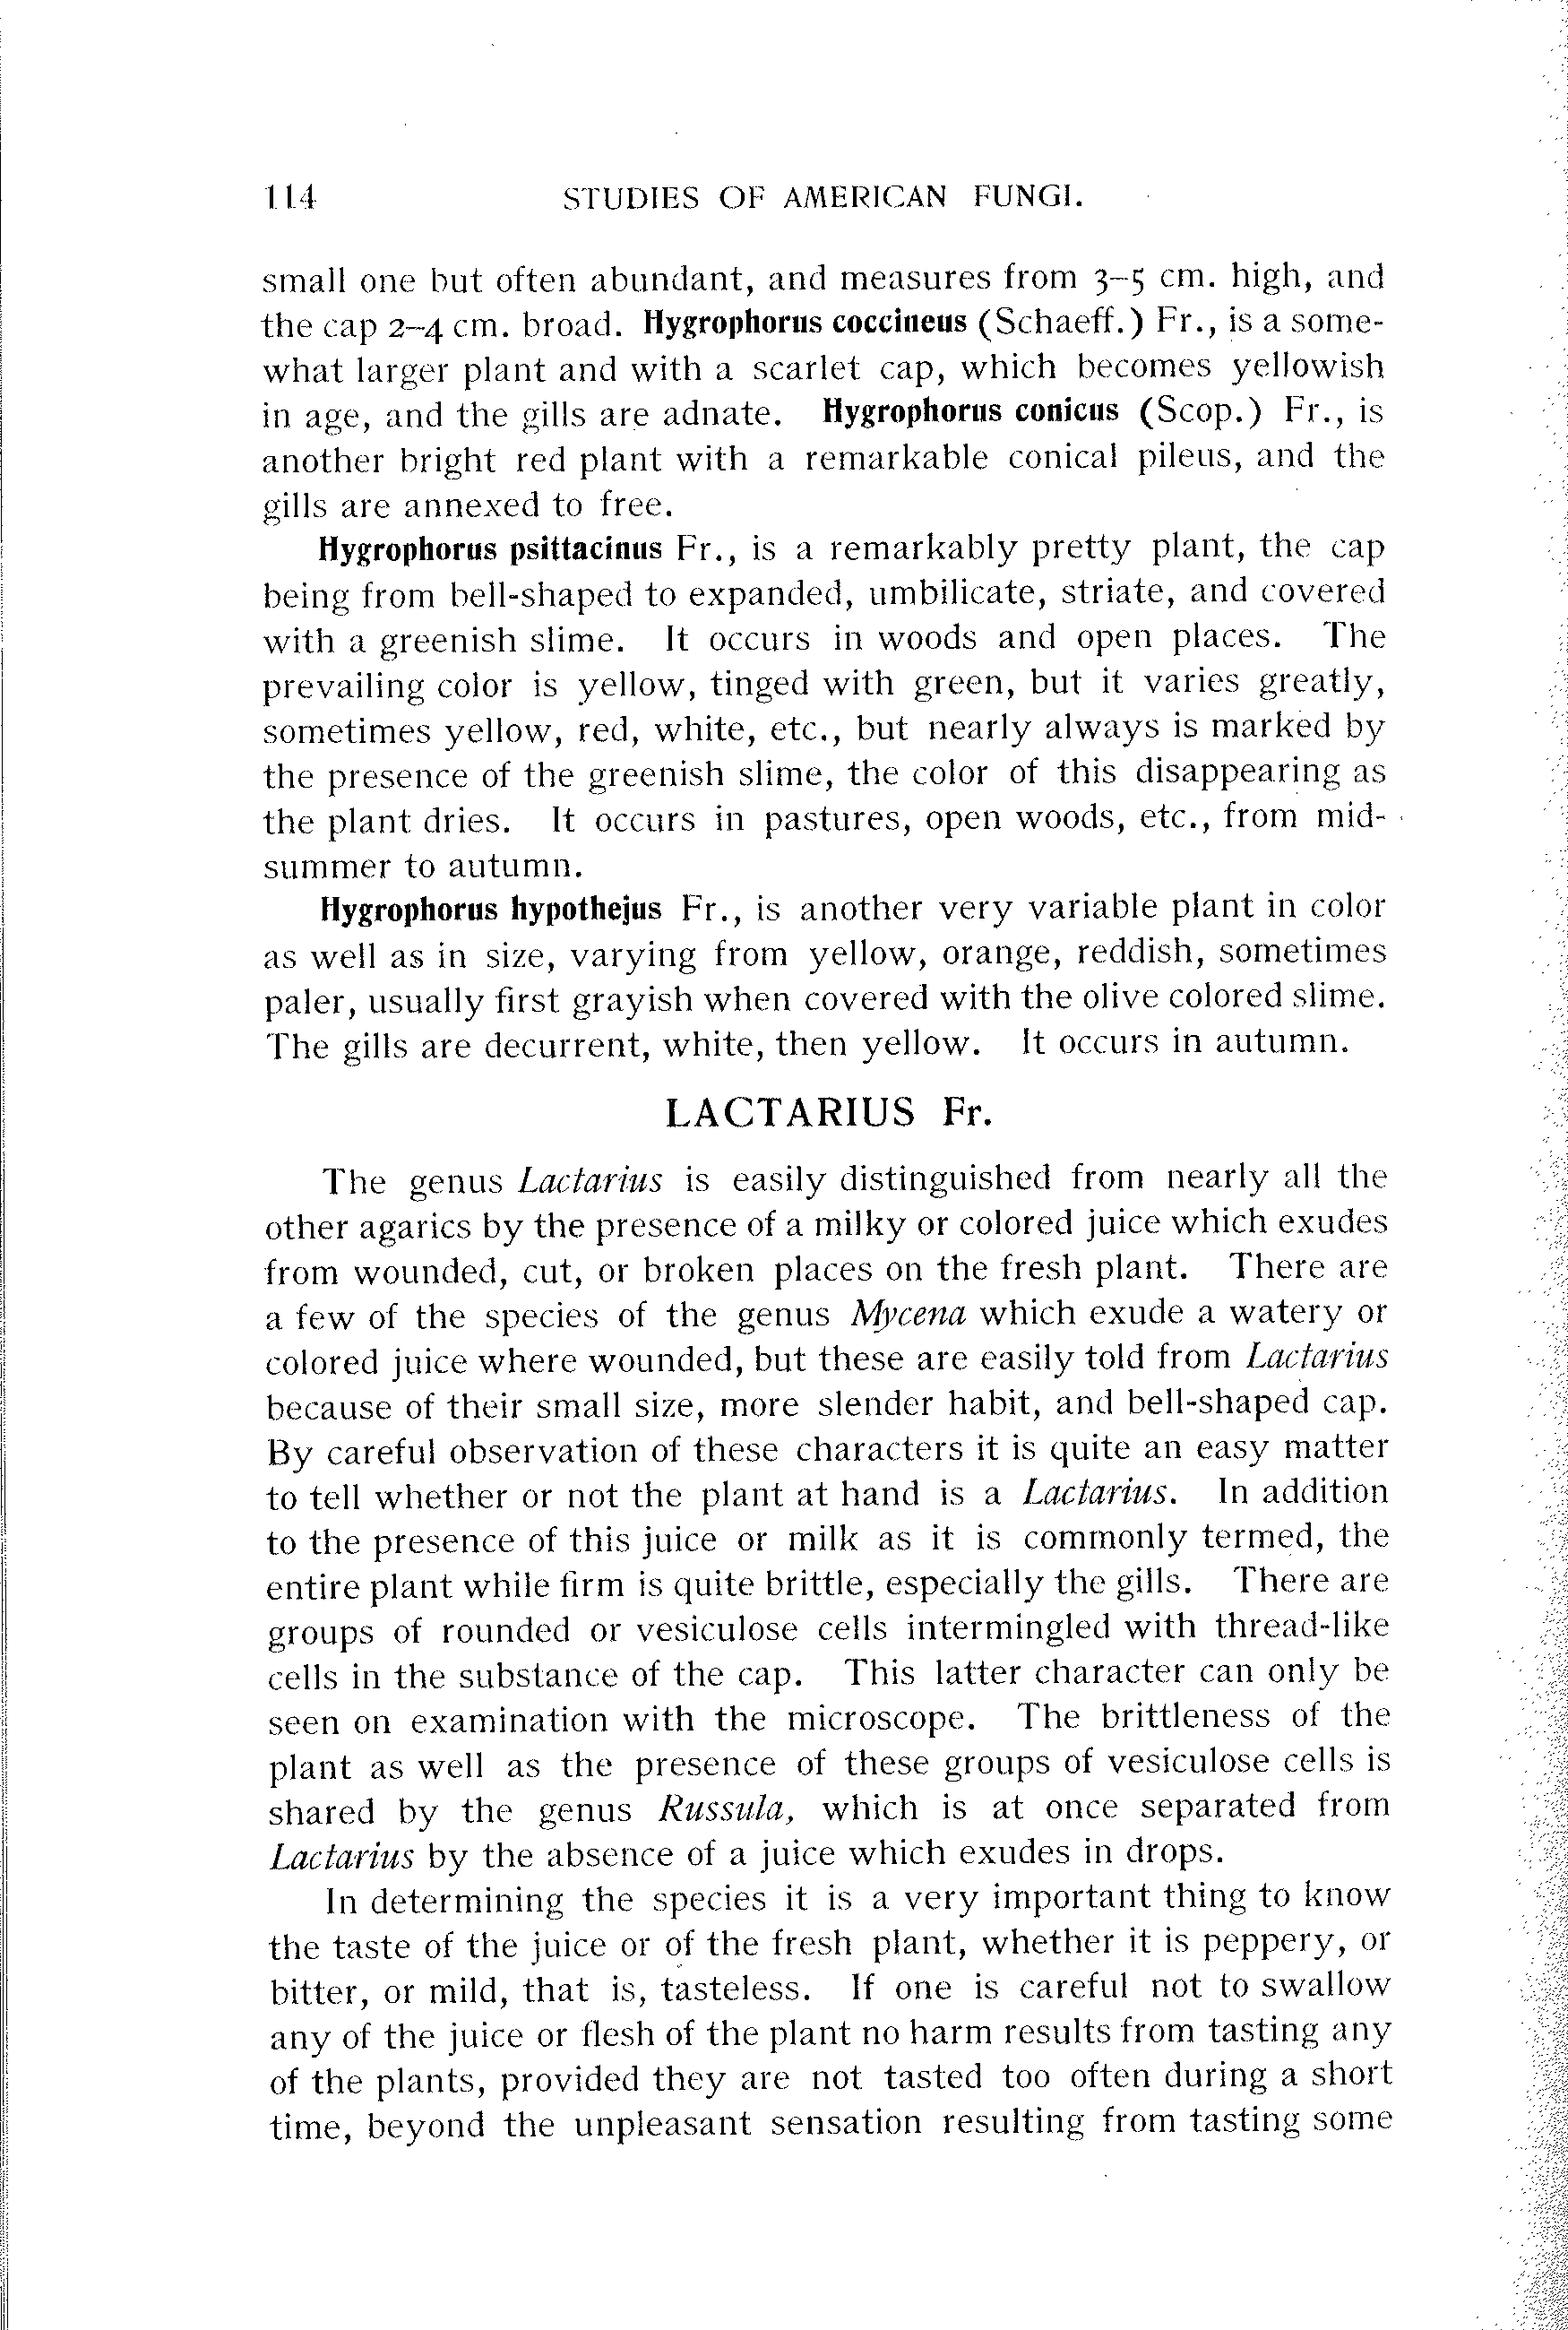 114 STUDIES OF AMERICAN FUNGI.
small one but often abundant, and measures from 3–5 cm. high, and
the cap 2–4 cm. broad. Hygrophorus coccineus (Schaeff.) Fr., is a some-
what larger plant and with a scarlet cap, which becomes yellowish
in age, and the gills are adnate. Hygrophorus conicus (Scop.) Fr., is
another bright red plant with a remarkable conical pileus, and the
gills are annexed to free.
Hygrophorus psittacinus Fr., is a remarkably pretty plant, the cap
being from bell-shaped to expanded, umbilicate, striate, and covered
with a greenish slime. It occurs in woods and open places. The
prevailing color is yellow, tinged with green, but it varies greatly,
sometimes yellow, red, white, etc., but nearly always is marked by
the presence of the greenish slime, the color of this disappearing as
the plant dries. It occurs in pastures, open woods, etc., from mid-
summer to autumn.
Hygrophorus hypothejus Fr., is another very variable plant in color
as well as in size, varying from yellow, orange, reddish, sometimes
paler, usually first grayish when covered with the olive colored slime.
The gills are decurrent, white, then yellow. It occurs in autumn.
LACTARIUS Fr.
The genus Lactarius is easily distinguished from nearly all the
other agarics by the presence of a milky or colored juice which exudes
from wounded, cut, or broken places on the fresh plant. There are
a few of the species of the genus Mycena which exude a watery or
colored juice where wounded, but these are easily told from Lactarius
because of their small size, more slender habit, and bell-shaped cap.
By careful observation of these characters it is quite an easy matter
to tell whether or not the plant at hand is a Lactarius. In addition
to the presence of this juice or milk as it is commonly termed, the
entire plant while firm is quite brittle, especially the gills. There are
groups of rounded or vesiculose cells intermingled with thread-like
cells in the substance of the cap. This latter character can only be
seen on examination with the microscope. The brittleness of the
plant as well as the presence of these groups of vesiculose cells is
shared by the genus Russula, which is at once separated from
Lactarius by the absence of a juice which exudes in drops.
In determining the species it is a very important thing to know
the taste of the juice or of the fresh plant, whether it is peppery, or
bitter, or mild, that is, tasteless. If one is careful not to swallow
any of the juice or flesh of the plant no harm results from tasting any
of the plants, provided they are not tasted too often during a short
time, beyond the unpleasant sensation resulting from tasting some